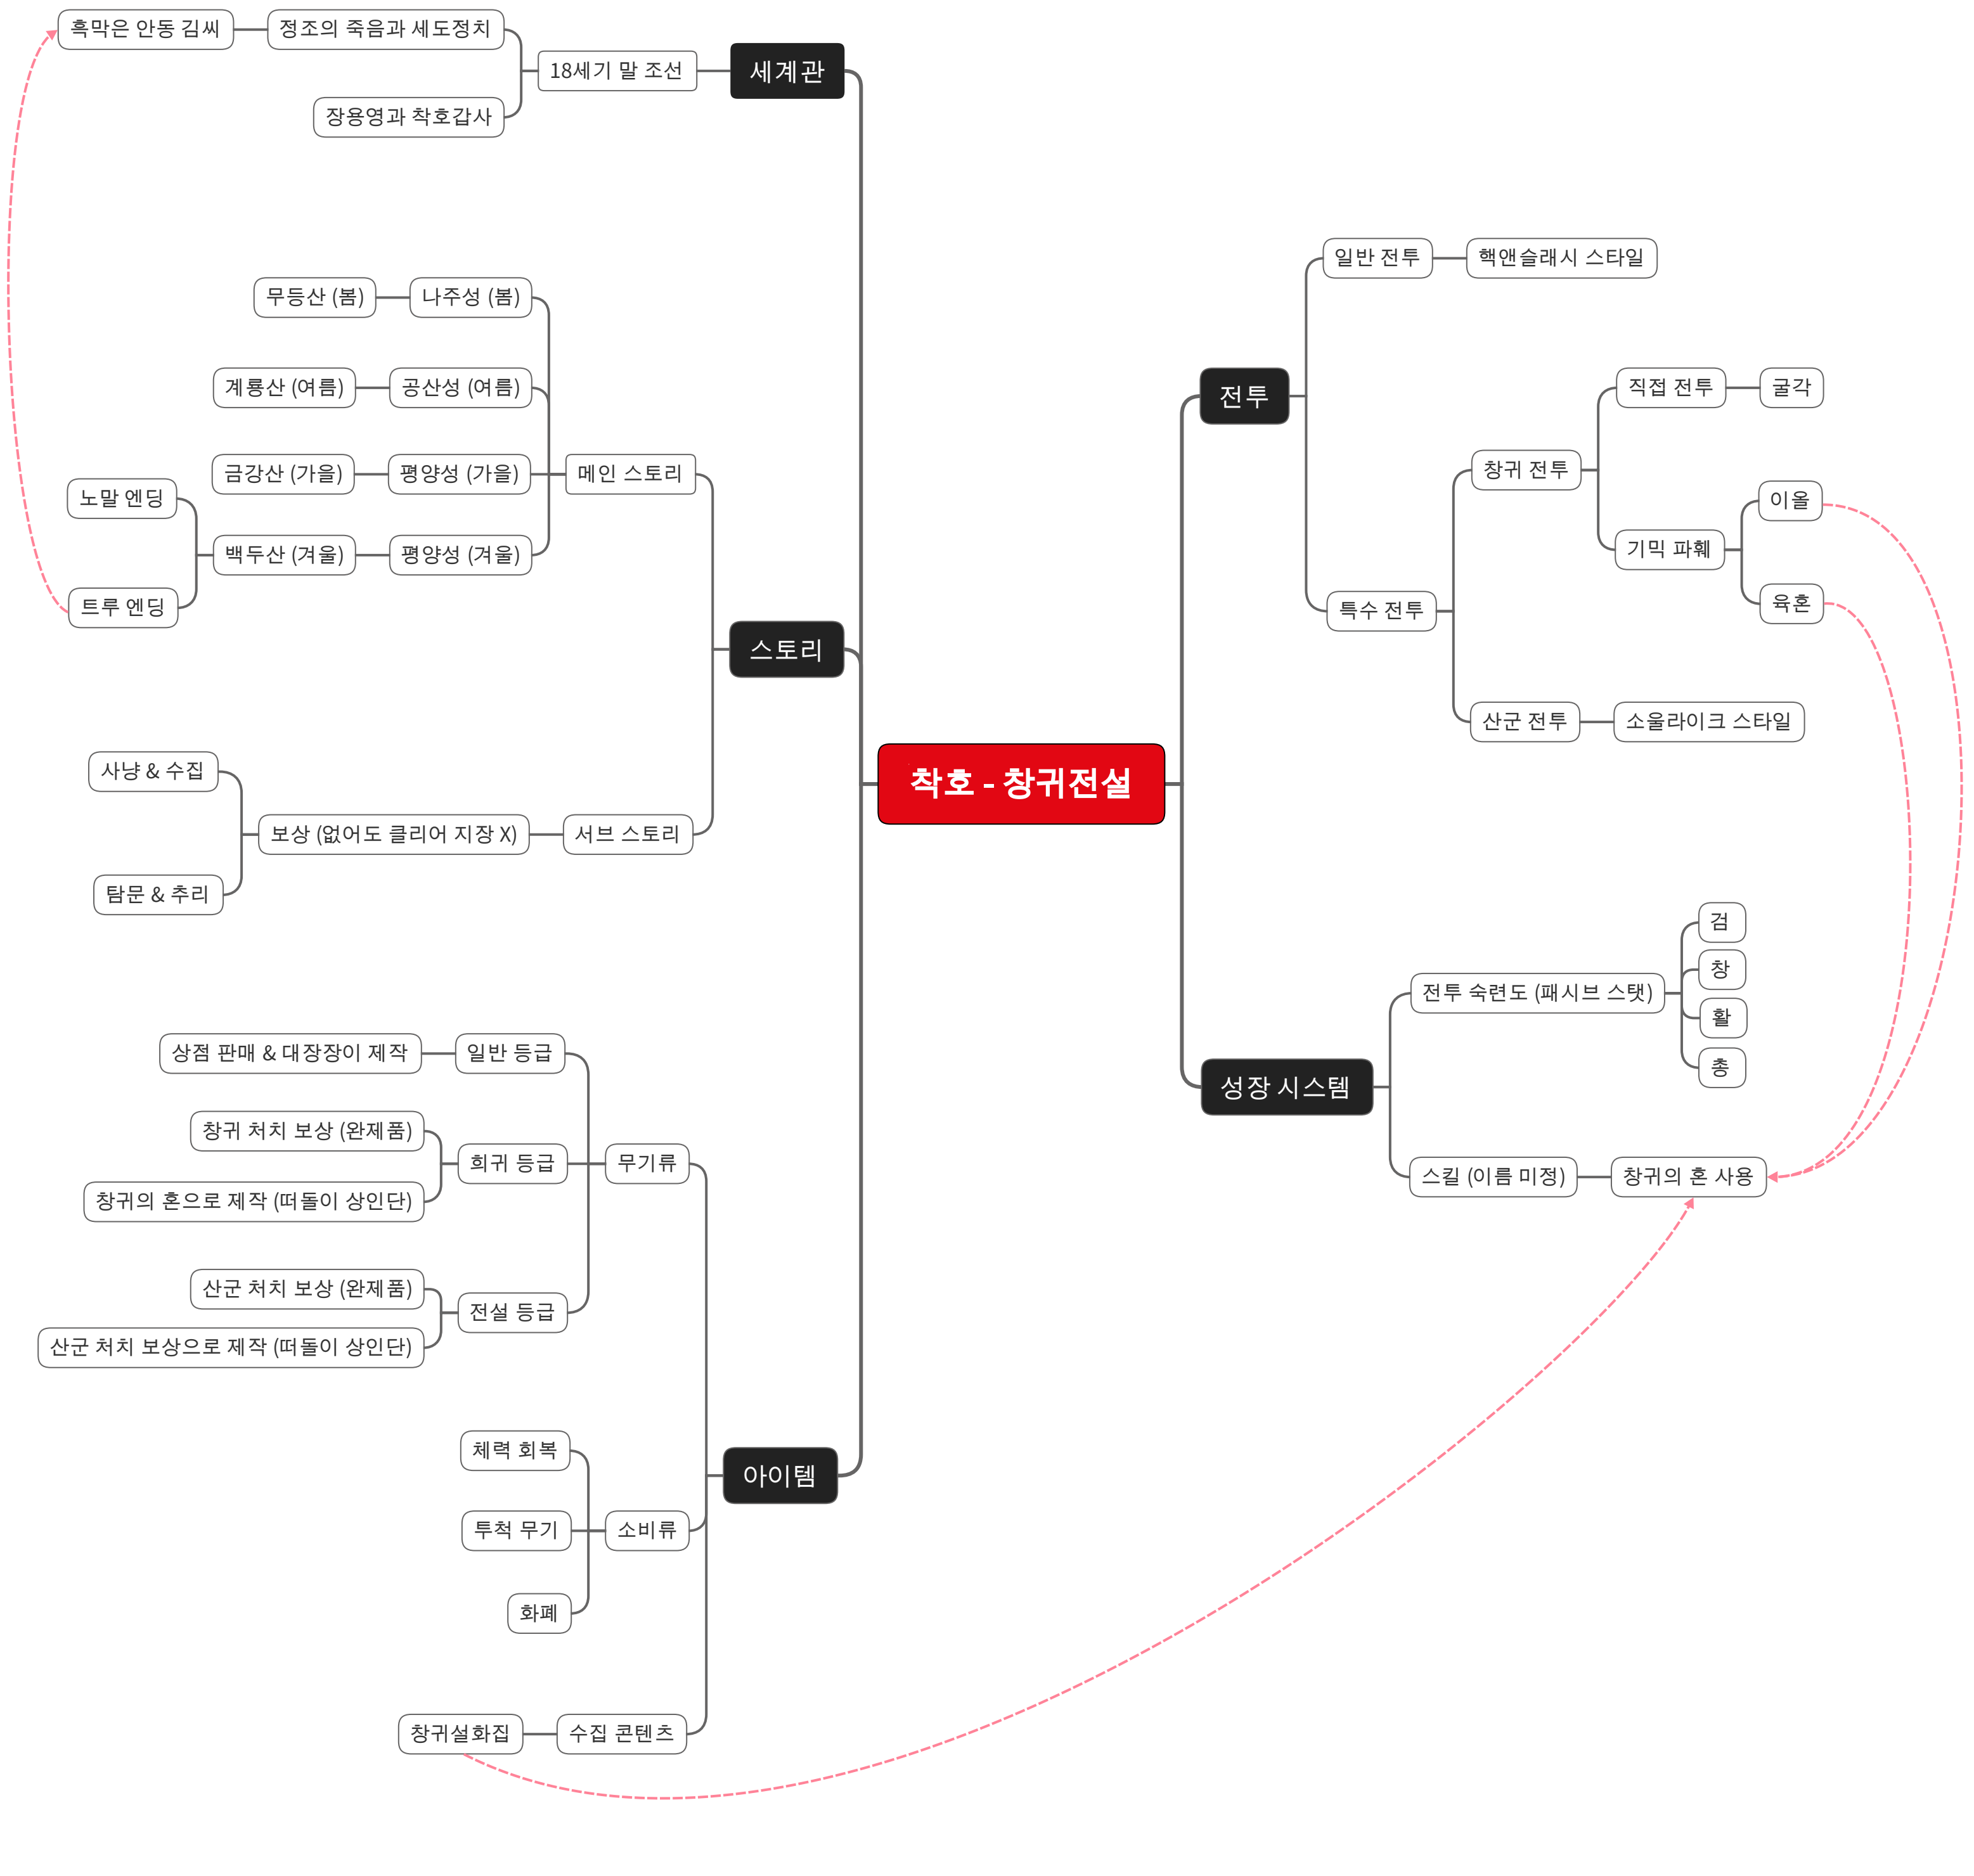 착호 - 창귀전설
세계관
18세기 말 조선
정조의 죽음과 세도정치
흑막은 안동 김씨
장용영과 착호갑사
스토리
메인 스토리
나주성 (봄)
무등산 (봄)
공산성 (여름)
계룡산 (여름)
평양성 (가을)
금강산 (가을)
평양성 (겨울)
백두산 (겨울)
노말 엔딩
트루 엔딩
서브 스토리
보상 (없어도 클리어 지장 X)
사냥 & 수집
탐문 & 추리
아이템
무기류
일반 등급
상점 판매 & 대장장이 제작
희귀 등급
창귀 처치 보상 (완제품)
창귀의 혼으로 제작 (떠돌이 상인단)
전설 등급
산군 처치 보상 (완제품)
산군 처치 보상으로 제작 (떠돌이 상인단)
소비류
체력 회복
투척 무기
화폐
수집 콘텐츠
창귀설화집
전투
일반 전투
핵앤슬래시 스타일
특수 전투
창귀 전투
직접 전투
굴각
기믹 파훼
이올
육혼
산군 전투
소울라이크 스타일
성장 시스템
전투 숙련도 (패시브 스탯)
검
창
활
총
스킬 (이름 미정)
창귀의 혼 사용